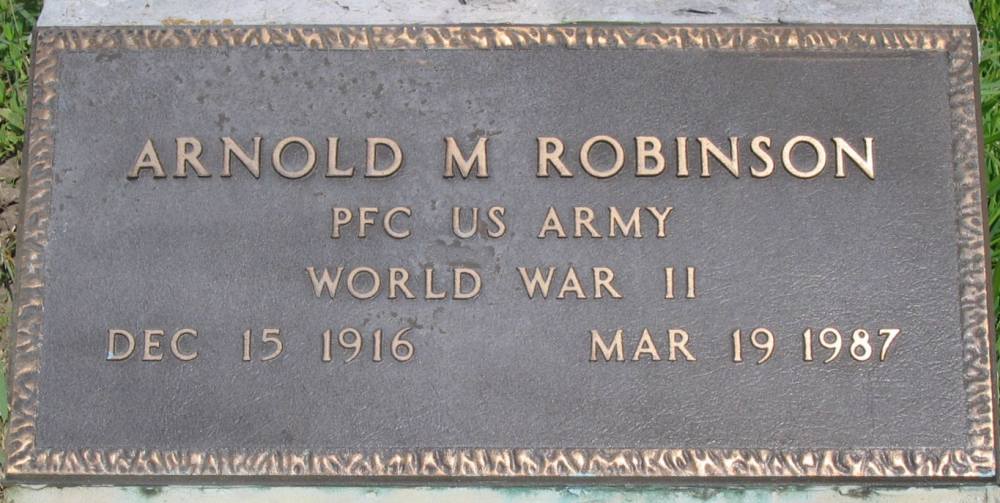 ARNOLD M ROBINSON
PFC US ARMY
WORLD WAR II
DEC 15 1916 MAR 19 1987